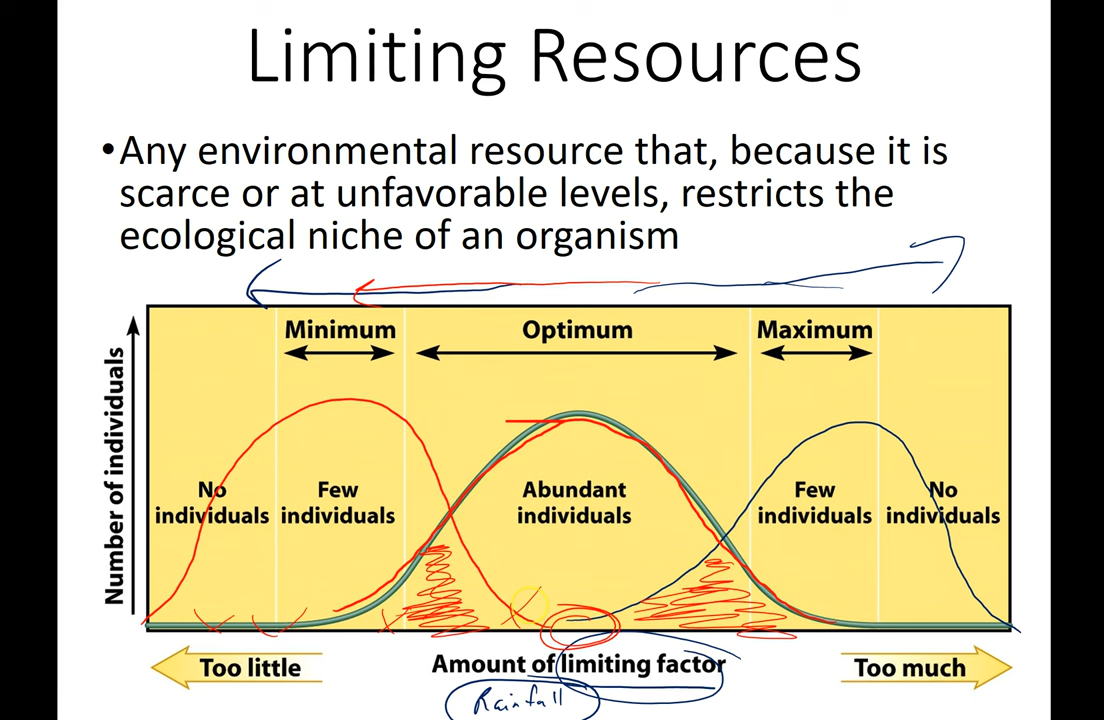 Limiting Resources
•Any environmental resource that, because it is
scarce or at unfavorable levels, restricts the
ecological niche of an organism
Minimum
Optimum
Maximum
Number of individuals
No
individuals
Few
individuals
Abundant
individuals
Few
individuals
No
individuals
Too little
Amount of limiting factor
Too much
Rainfall